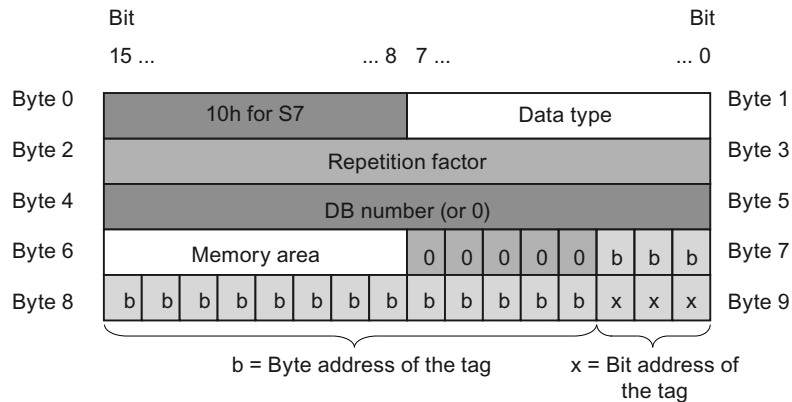 Bit Bit
15 ... ... 8 7 ... ... 0
Byte 0 10h for S7 Data type Byte 1
Byte 2 Repetition factor Byte 3
Byte 4 DB number (or 0) Byte 5
Byte 6 Memory area 0 0 0 0 0 b b b Byte 7
Byte 8 b b b b b b b b b b b b b x x x Byte 9
b = Byte address of the tag x = Bit address of
the tag